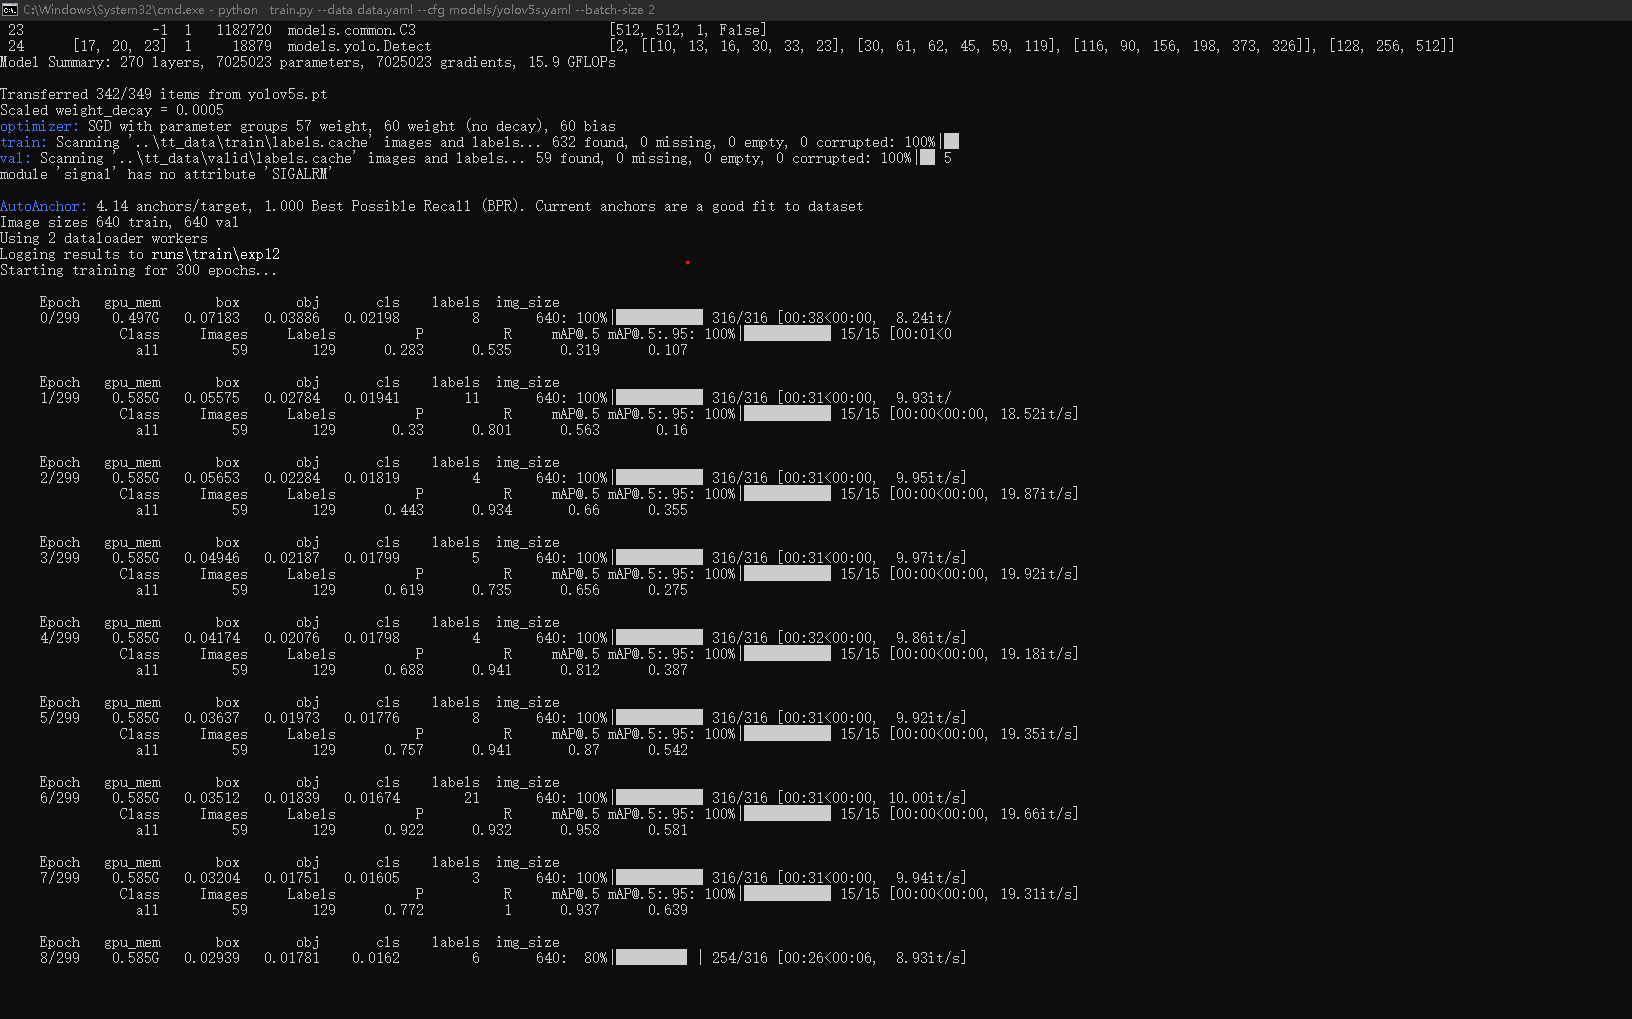 C:\Windows\System32\cmd.exe - python train.py --data data.yaml --cfg models/yolov5s.yaml --batch-size 2
23 -1 1 1182720 models.common.C3 [512, 512, 1, False]
24 [17, 20, 23] 1 18879 models.yolo.Detect [2, [[10, 13, 16, 30, 33, 23], [30, 61, 62, 45, 59, 119], [116, 90, 156, 198, 373, 326]], [128, 256, 512]]
Model Summary: 270 layers, 7025023 parameters, 7025023 gradients, 15.9 GFLOPs
Transferred 342/349 items from yolov5s.pt
Scaled weight_decay = 0.0005
optimizer: SGD with parameter groups 57 weight, 60 weight (no decay), 60 bias
train: Scanning '..\tt_data\train\labels.cache' images and labels... 632 found, 0 missing, 0 empty, 0 corrupted: 100%|
val: Scanning '..\tt_data\valid\labels.cache' images and labels... 59 found, 0 missing, 0 empty, 0 corrupted: 100%| 5
module 'signal' has no attribute 'SIGALRM'
AutoAnchor: 4.14 anchors/target, 1.000 Best Possible Recall (BPR). Current anchors are a good fit to dataset
Image sizes 640 train, 640 val
Using 2 dataloader workers
Logging results to runs\train\exp12
Starting training for 300 epochs...
Epoch gpu_mem box obj cls labels img_size
0/299 0.497G 0.07183 0.03886 0.02198 8 640: 100%| 316/316 [00:38<00:00, 8.24it/
Class Images Labels P R mAP@.5 mAP@.5:.95: 100%| 15/15 [00:01<0
all 59 129 0.283 0.535 0.319 0.107
Epoch gpu_mem box obj cls labels img_size
1/299 0.585G 0.05575 0.02784 0.01941 11 640: 100%| 316/316 [00:31<00:00, 9.93it/
Class Images Labels P R mAP@.5 mAP@.5:.95: 100%| 15/15 [00:00<00:00, 18.52it/s]
all 59 129 0.33 0.801 0.563 0.16
Epoch gpu_mem box obj cls labels img_size
2/299 0.585G 0.05653 0.02284 0.01819 4 640: 100%| 316/316 [00:31<00:00, 9.95it/s]
Class Images Labels P R mAP@.5 mAP@.5:.95: 100%| 15/15 [00:00<00:00, 19.87it/s]
all 59 129 0.443 0.934 0.66 0.355
Epoch gpu_mem box obj cls labels img_size
3/299 0.585G 0.04946 0.02187 0.01799 5 640: 100%| 316/316 [00:31<00:00, 9.97it/s]
Class Images Labels P R mAP@.5 mAP@.5:.95: 100%| 15/15 [00:00<00:00, 19.92it/s]
all 59 129 0.619 0.735 0.656 0.275
Epoch gpu_mem box obj cls labels img_size
4/299 0.585G 0.04174 0.02076 0.01798 4 640: 100%| 316/316 [00:32<00:00, 9.86it/s]
Class Images Labels P R mAP@.5 mAP@.5:.95: 100%| 15/15 [00:00<00:00, 19.18it/s]
all 59 129 0.688 0.941 0.812 0.387
Epoch gpu_mem box obj cls labels img_size
5/299 0.585G 0.03637 0.01973 0.01776 8 640: 100%| 316/316 [00:31<00:00, 9.92it/s]
Class Images Labels P R mAP@.5 mAP@.5:.95: 100%| 15/15 [00:00<00:00, 19.35it/s]
all 59 129 0.757 0.941 0.87 0.542
Epoch gpu_mem box obj cls labels img_size
6/299 0.585G 0.03512 0.01839 0.01674 21 640: 100%| 316/316 [00:31<00:00, 10.00it/s]
Class Images Labels P R mAP@.5 mAP@.5:.95: 100%| 15/15 [00:00<00:00, 19.66it/s]
all 59 129 0.922 0.932 0.958 0.581
Epoch gpu_mem box obj cls labels img_size
7/299 0.585G 0.03204 0.01751 0.01605 3 640: 100%| 316/316 [00:31<00:00, 9.94it/s]
Class Images Labels P R mAP@.5 mAP@.5:.95: 100%| 15/15 [00:00<00:00, 19.31it/s]
all 59 129 0.772 1 0.937 0.639
Epoch gpu_mem box obj cls labels img_size
8/299 0.585G 0.02939 0.01781 0.0162 6 640: 80%| | 254/316 [00:26<00:06, 8.93it/s]